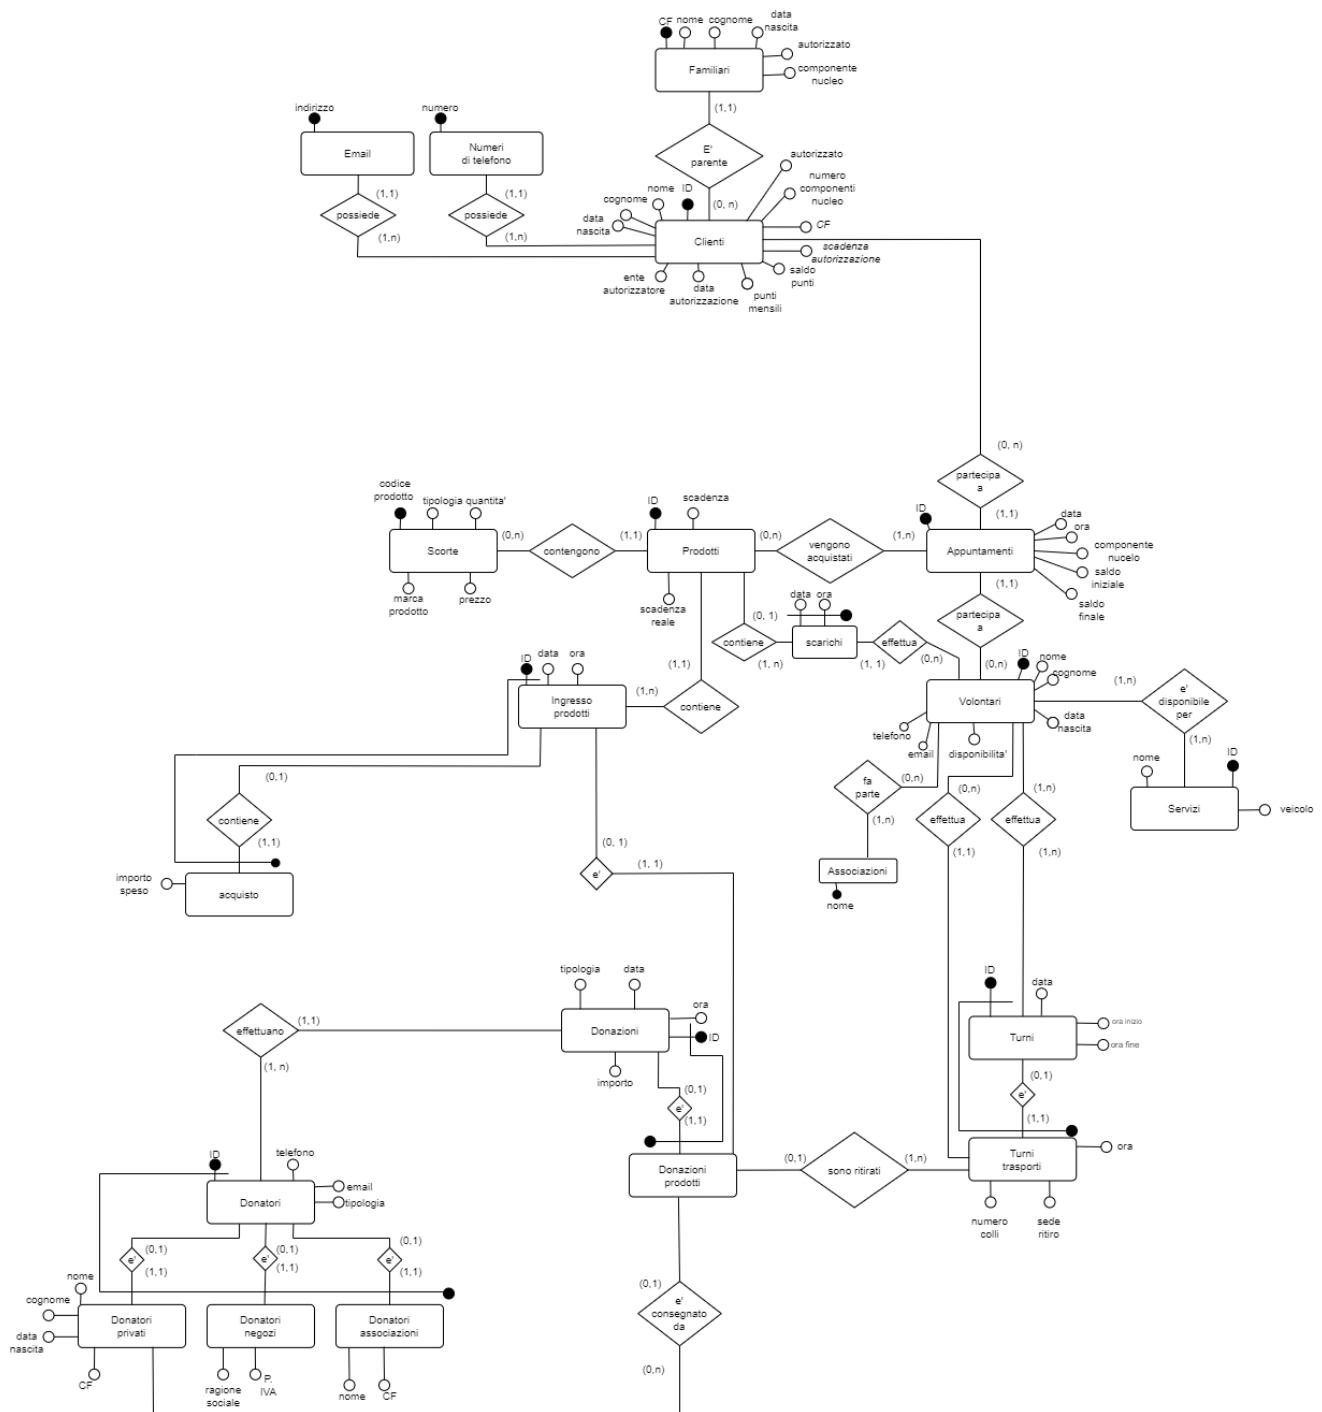 CF
nome
cognome
data
nascita
autorizzato
componente
nucleo
Familiari
(1,1)
E'
parente
(0, n)
indirizzo
Email
(1,1)
possiede
(1,n)
numero
Numeri
di telefono
(1,1)
possiede
(1,n)
autorizzato
numero
componenti
nucleo
CF
scadenza
autorizzazione
saldo
punti
punti
mensili
data
autorizzazione
ente
autorizzatore
data
nascita
cognome
nome
ID
Clienti
(0, n)
partecipa
a
(1,1)
codice
prodotto
tipologia
quantita'
Scorte
marca
prodotto
prezzo
(0,n)
contengono
(1,1)
ID
scadenza
Prodotti
scadenza
reale
(0,n)
vengono
acquistati
(1,n)
ID
data
ora
componente
nucelo
saldo
iniziale
saldo
finale
Appuntamenti
(1,1)
partecipa
a
(0,n)
(0, 1)
contiene
(1, n)
data
ora
scarichi
(1, 1)
effettua
(0,n)
(1,1)
contiene
(1,n)
ID
data
ora
Ingresso
prodotti
(0,1)
contiene
(1,1)
importo
speso
acquisto
(0, 1)
e'
(1, 1)
ID
nome
cognome
data
nascita
disponibilita'
email
telefono
Volontari
(1,n)
e'
disponibile
per
(1,n)
nome
ID
Servizi
veicolo
fa
parte
(0,n)
(1,n)
Associazioni
nome
(0,n)
effettua
(1,1)
(1,n)
effettua
(1,n)
tipologia
data
ora
ID
Donazioni
importo
(1,1)
effettuano
(1, n)
(0,1)
e'
(1,1)
ID
data
ora inizio
ora fine
Turni
(0,1)
e'
(1,1)
Turni
trasporti
ora
numero
colli
sede
ritiro
Donazioni
prodotti
(0,1)
sono ritirati
(1,n)
ID
telefono
email
tipologia
Donatori
(0,1)
e'
(1,1)
(0,1)
e'
(1,1)
(0,1)
e'
(1,1)
nome
cognome
data
nascita
CF
Donatori
privati
Donatori
negozi
ragione
sociale
P.
IVA
Donatori
associazioni
nome
CF
(0,1)
e'
consegnato
da
(0,n)